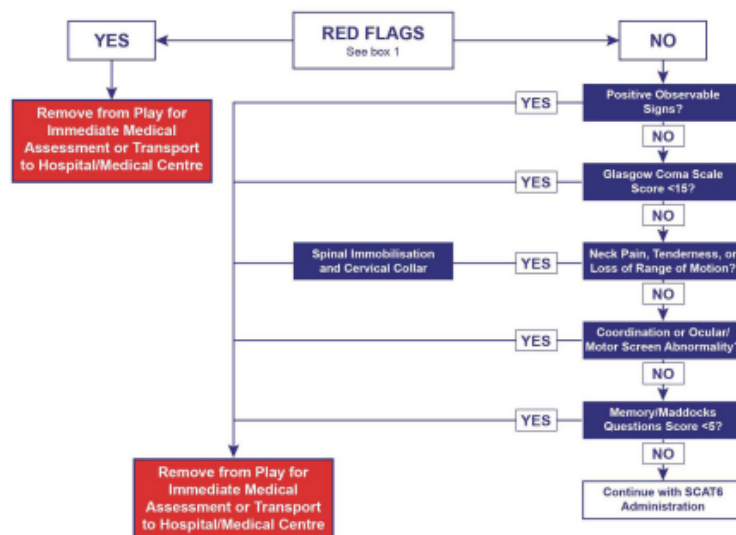 RED FLAGS
See box 1
YES
NO
Remove from Play for
Immediate Medical
Assessment or Transport
to Hospital/Medical Centre
Positive Observable
Signs?
YES
NO
Glasgow Coma Scale
Score <15?
YES
NO
Neck Pain, Tenderness, or
Loss of Range of Motion?
YES
Spinal Immobilisation
and Cervical Collar
NO
Coordination or Ocular/
Motor Screen Abnormality?
YES
NO
Memory/Maddocks
Questions Score <5?
YES
NO
Remove from Play for
Immediate Medical
Assessment or Transport
to Hospital/Medical Centre
Continue with SCAT6
Administration